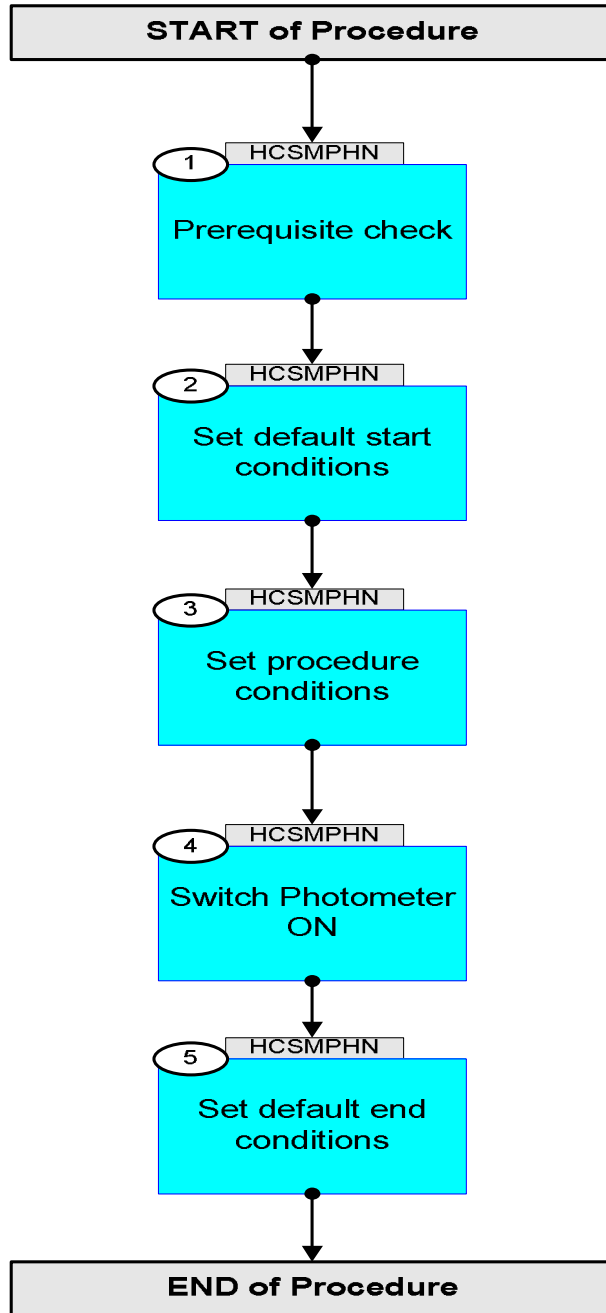 START of Procedure
HCSMPHN
1
Prerequisite check
HCSMPHN
2
Set default start
conditions
HCSMPHN
3
Set procedure
conditions
HCSMPHN
4
Switch Photometer
ON
HCSMPHN
5
Set default end
conditions
END of Procedure